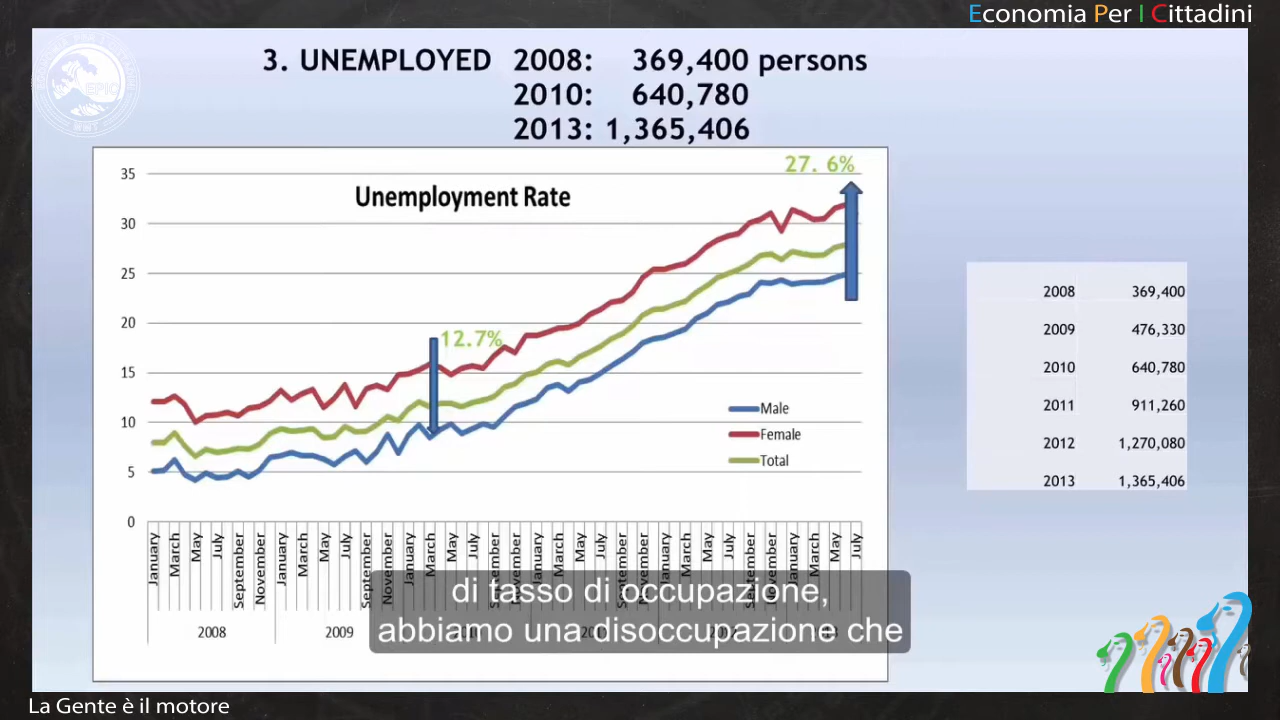 Economia Per I Cittadini
EPIC
MMT
3. UNEMPLOYED 2008: 369,400 persons
2010: 640,780
2013: 1,365,406
27. 6%
Unemployment Rate
12.7%
35
30
25
20
15
10
5
0
Male
Female
Total
January March May July September November January March May July September November January March May July September November January March May July September November January March May July September November January March May July
2008 2009
di tasso di occupazione,
abbiamo una disoccupazione che
2008 369,400
2009 476,330
2010 640,780
2011 911,260
2012 1,270,080
2013 1,365,406
La Gente è il motore